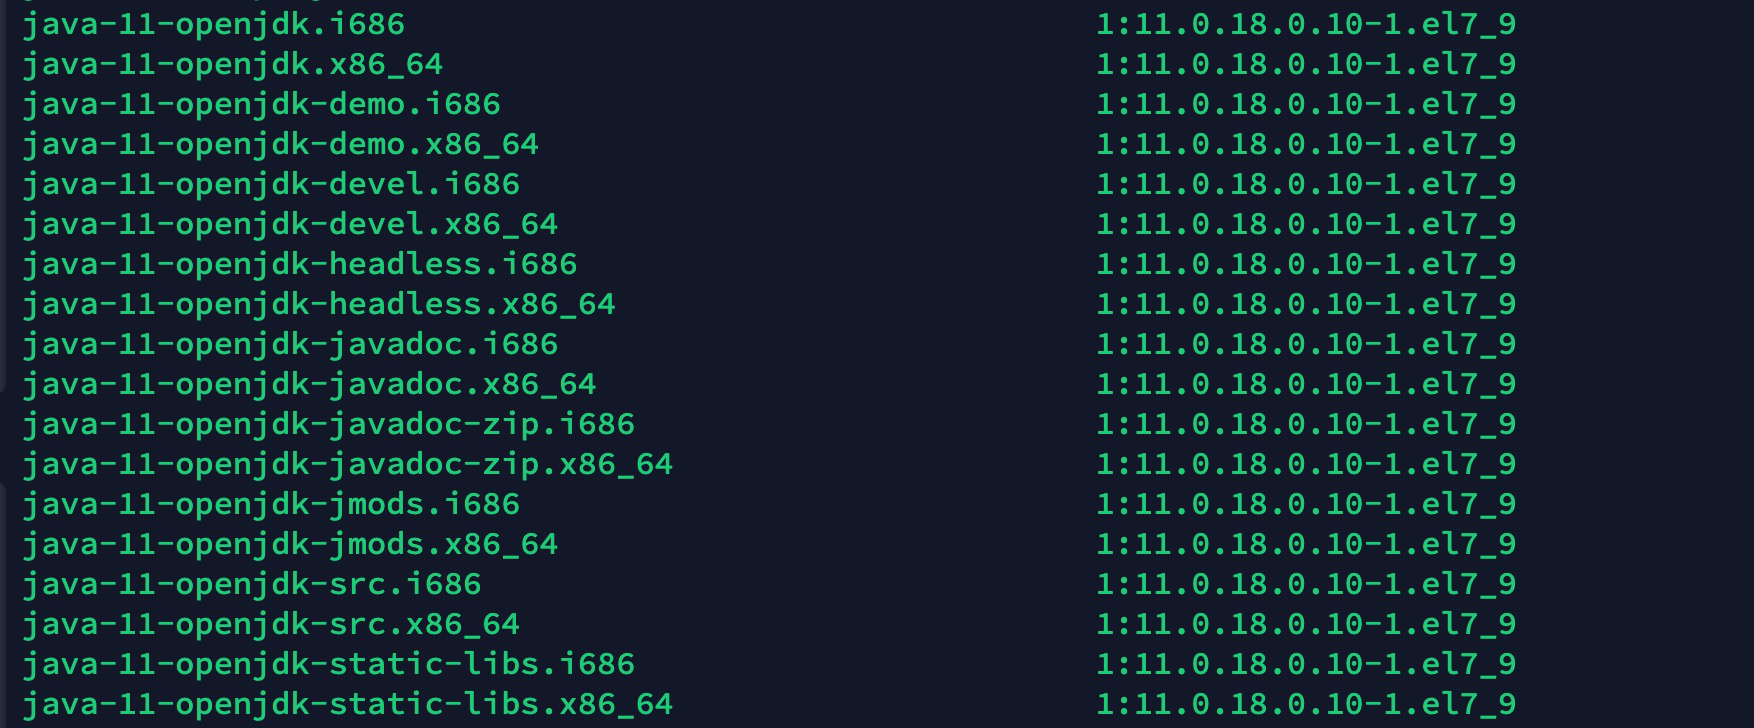 java-11-openjdk.i686 1:11.0.18.0.10-1.el7_9
java-11-openjdk.x86_64 1:11.0.18.0.10-1.el7_9
java-11-openjdk-demo.i686 1:11.0.18.0.10-1.el7_9
java-11-openjdk-demo.x86_64 1:11.0.18.0.10-1.el7_9
java-11-openjdk-devel.i686 1:11.0.18.0.10-1.el7_9
java-11-openjdk-devel.x86_64 1:11.0.18.0.10-1.el7_9
java-11-openjdk-headless.i686 1:11.0.18.0.10-1.el7_9
java-11-openjdk-headless.x86_64 1:11.0.18.0.10-1.el7_9
java-11-openjdk-javadoc.i686 1:11.0.18.0.10-1.el7_9
java-11-openjdk-javadoc.x86_64 1:11.0.18.0.10-1.el7_9
java-11-openjdk-javadoc-zip.i686 1:11.0.18.0.10-1.el7_9
java-11-openjdk-javadoc-zip.x86_64 1:11.0.18.0.10-1.el7_9
java-11-openjdk-jmods.i686 1:11.0.18.0.10-1.el7_9
java-11-openjdk-jmods.x86_64 1:11.0.18.0.10-1.el7_9
java-11-openjdk-src.i686 1:11.0.18.0.10-1.el7_9
java-11-openjdk-src.x86_64 1:11.0.18.0.10-1.el7_9
java-11-openjdk-static-libs.i686 1:11.0.18.0.10-1.el7_9
java-11-openjdk-static-libs.x86_64 1:11.0.18.0.10-1.el7_9